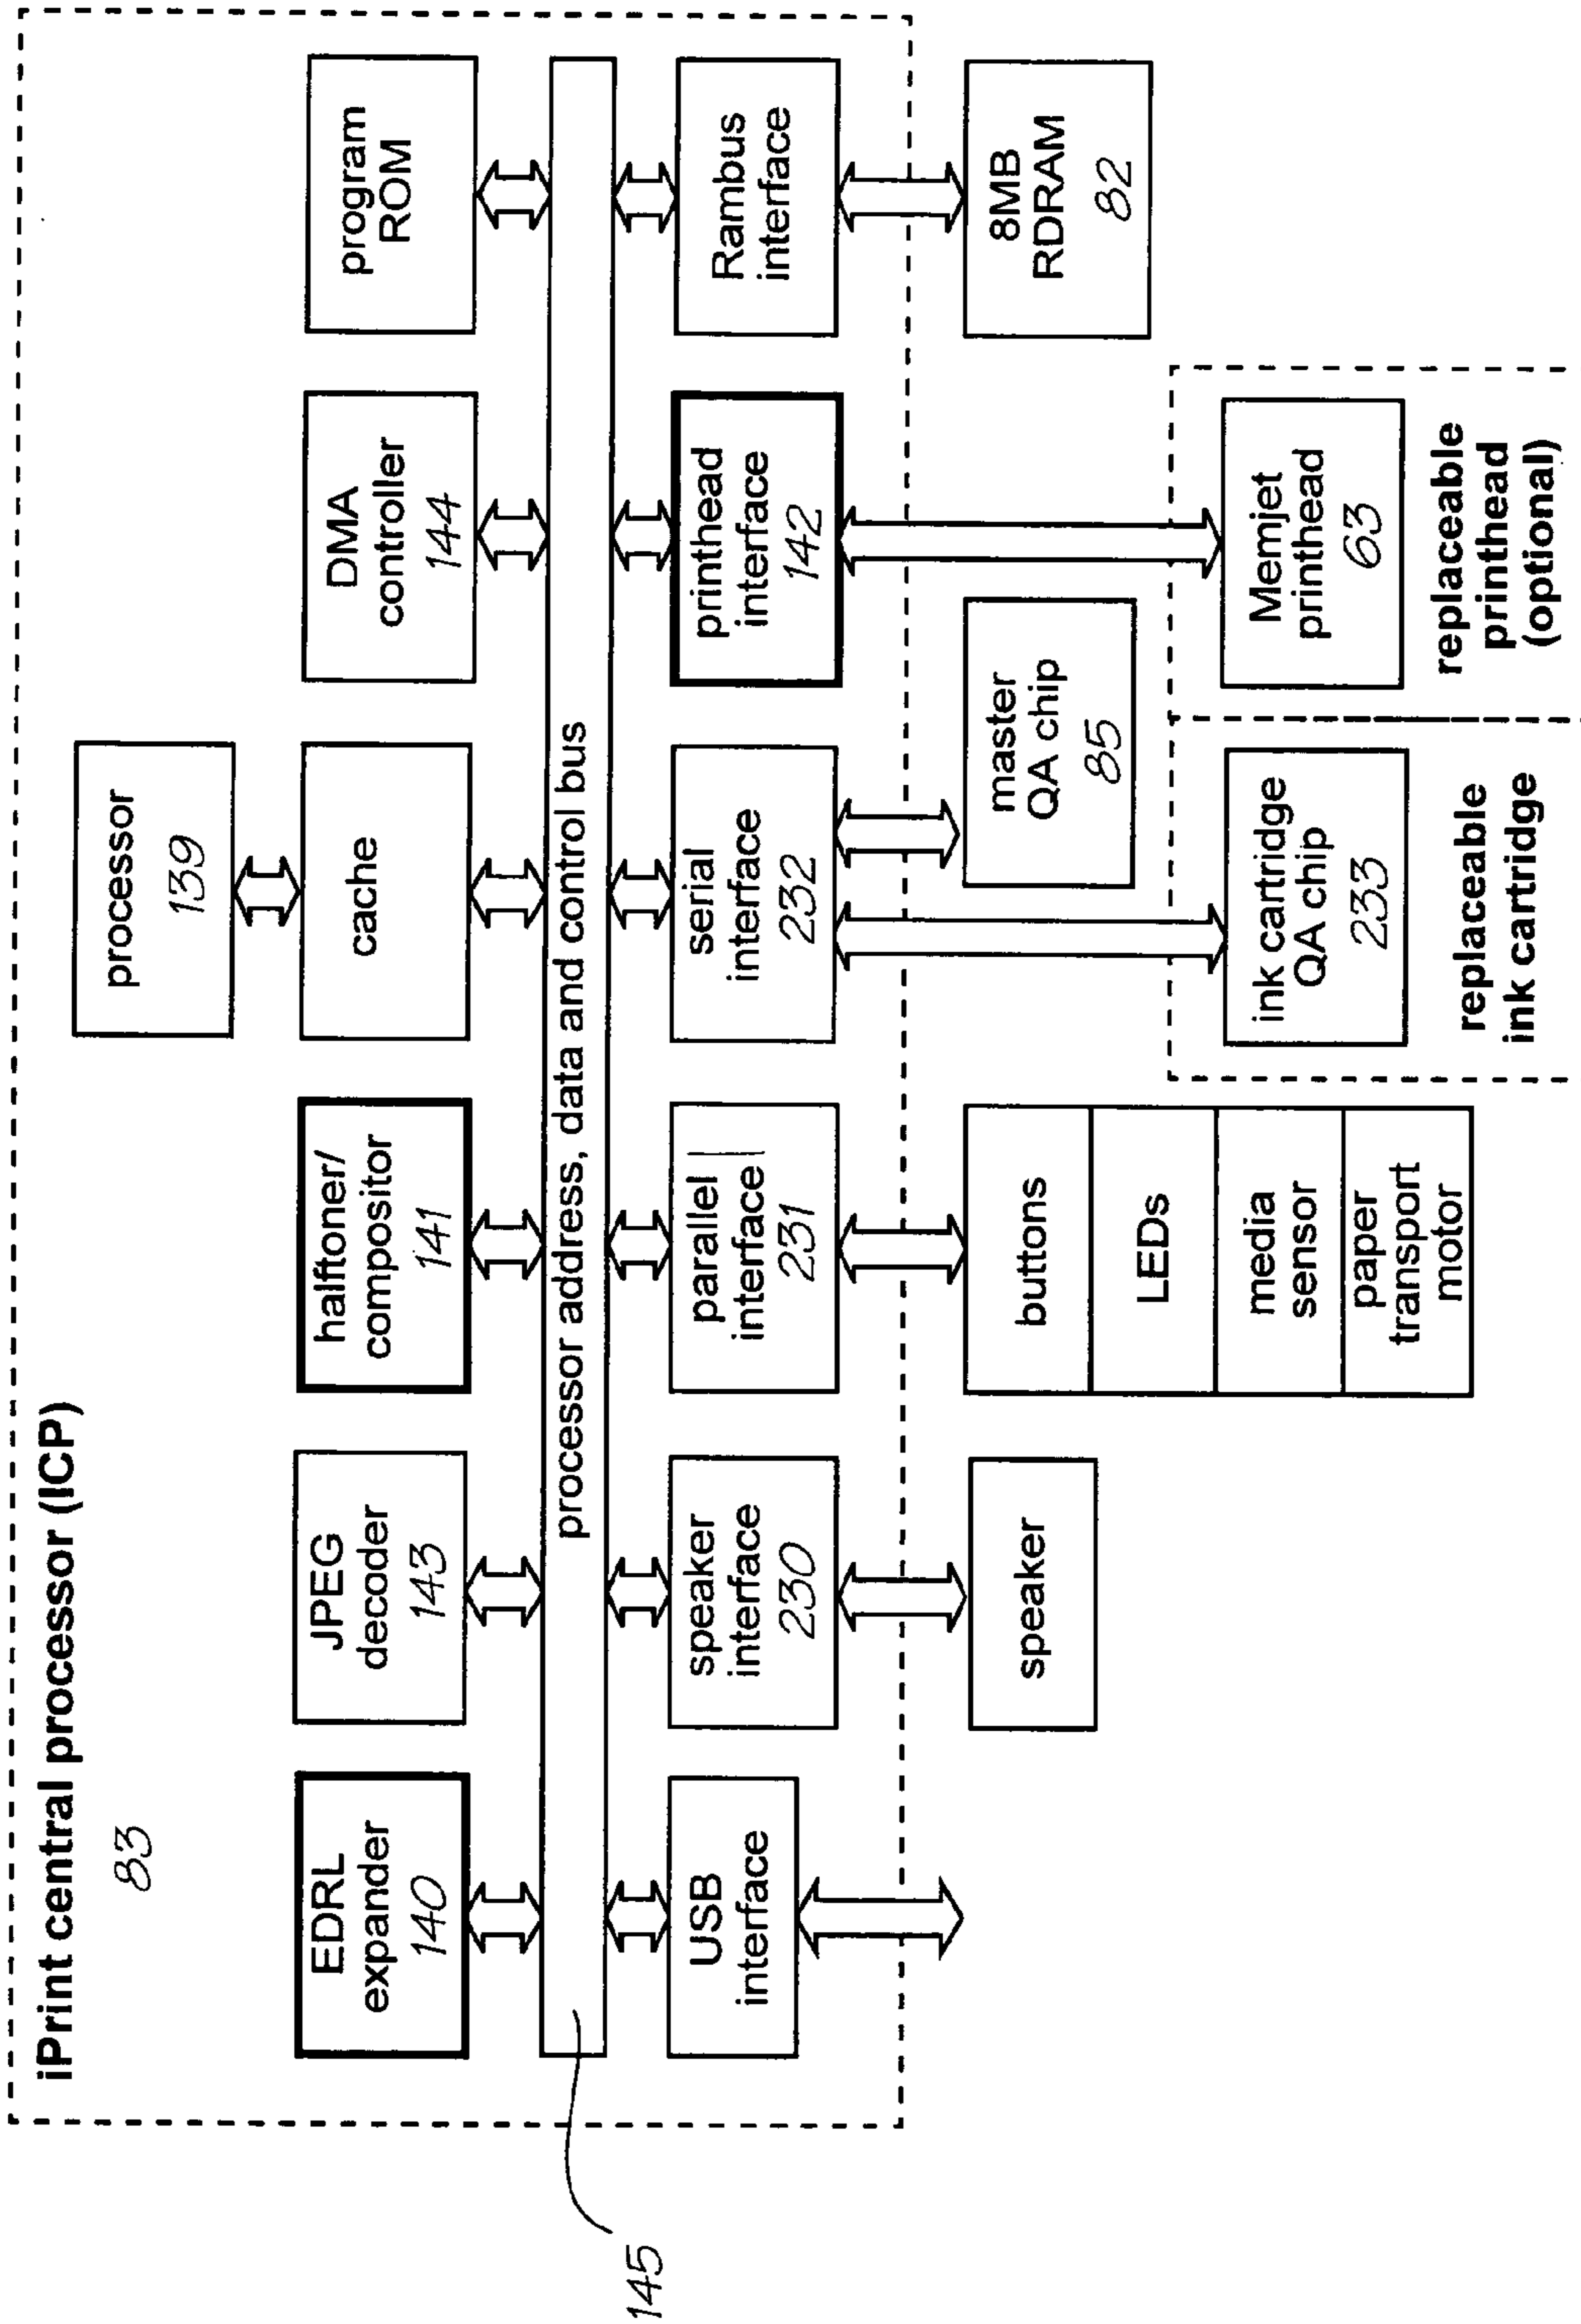 iPrint central processor (ICP)
83
processor
139
EDRL
expander
140
JPEG
decoder
143
halftoner/
compositor
141
cache
DMA
controller
144
program
ROM
processor address, data and control bus
145
USB
interface
speaker
interface
230
parallel
interface
231
serial
interface
232
printhead
interface
142
Rambus
interface
speaker
buttons
LEDs
media
sensor
paper
transport
motor
master
QA chip
85
8MB
RDRAM
82
ink cartridge
QA chip
233
Memjet
printhead
63
replaceable
ink cartridge
replaceable
printhead
(optional)